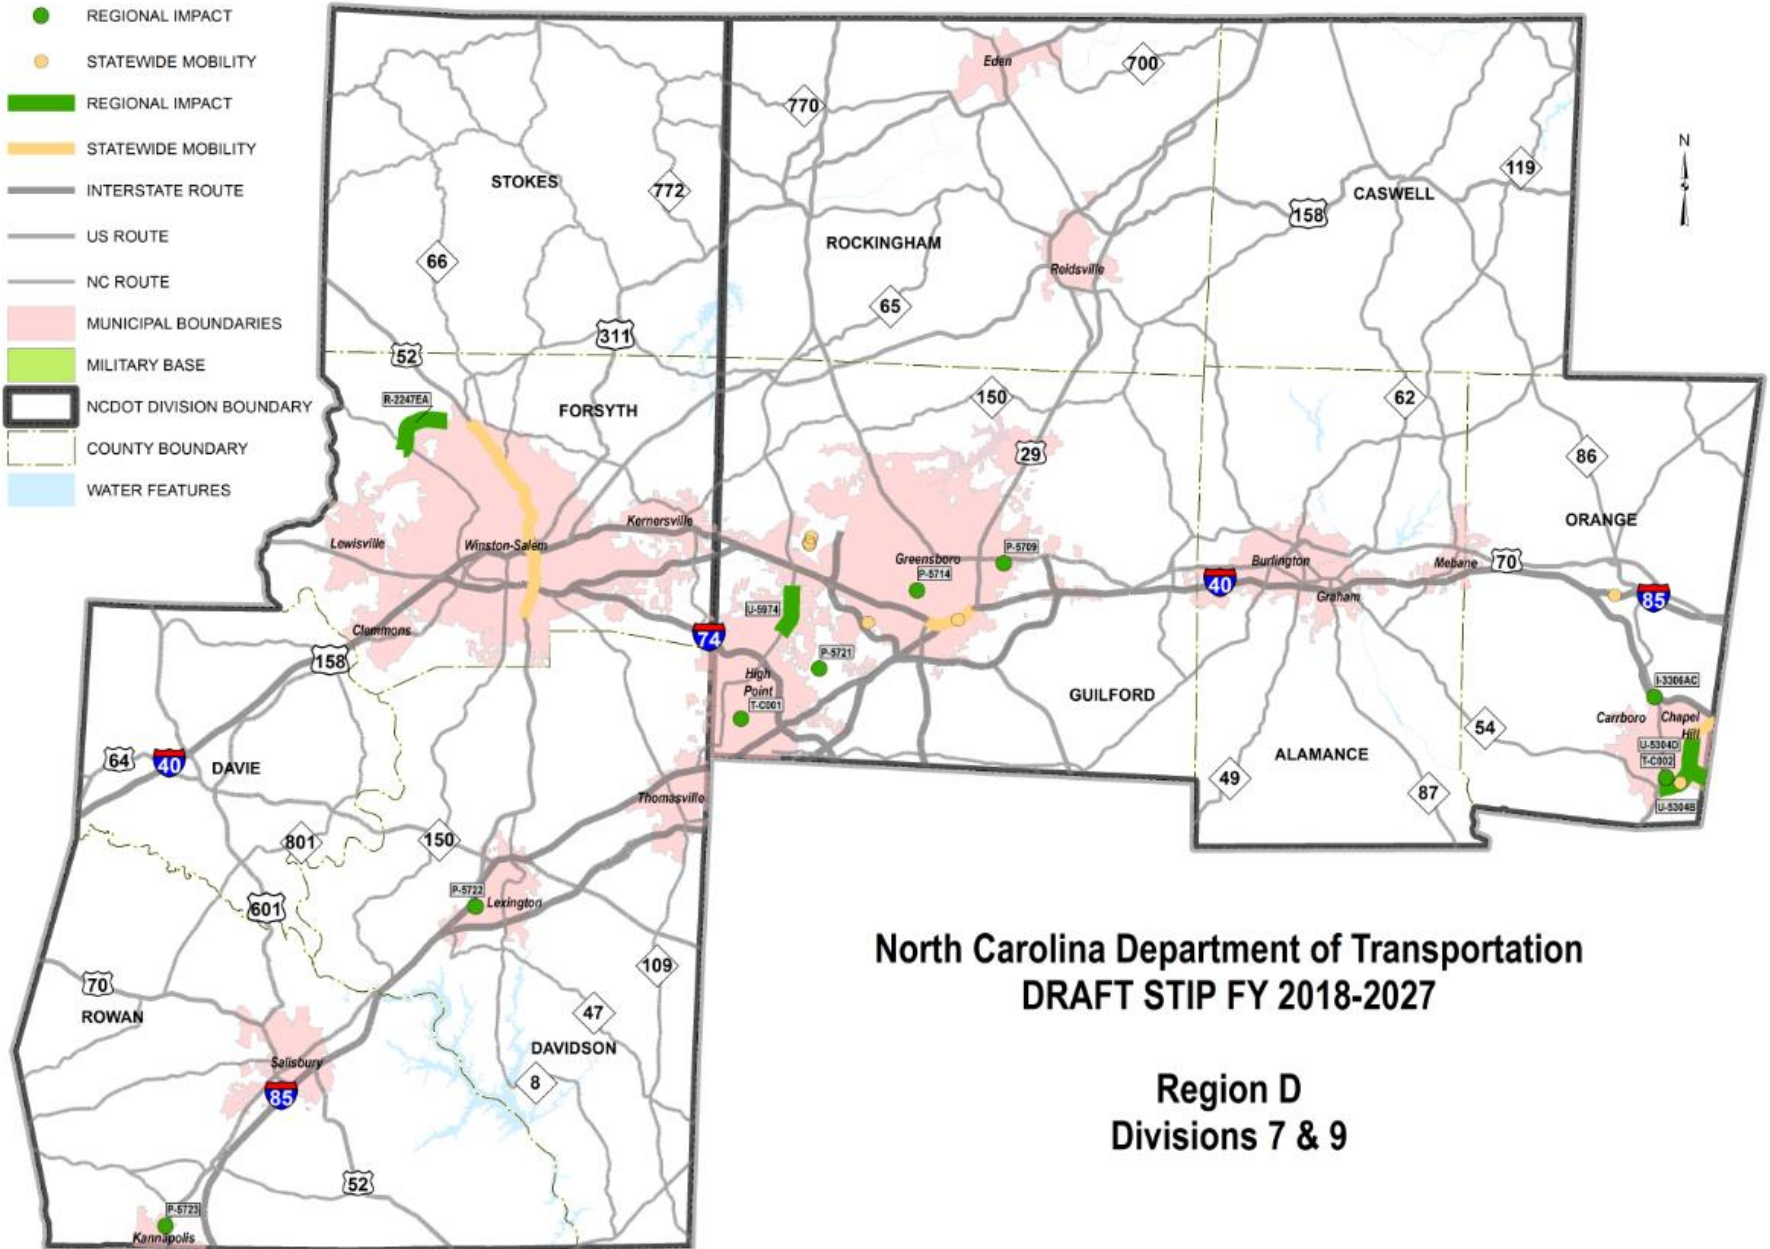 REGIONAL IMPACT
STATEWIDE MOBILITY
REGIONAL IMPACT
STATEWIDE MOBILITY
INTERSTATE ROUTE
US ROUTE
NC ROUTE
MUNICIPAL BOUNDARIES
MILITARY BASE
NCDOT DIVISION BOUNDARY
COUNTY BOUNDARY
WATER FEATURES
Eden
700
770
N
119
STOKES
772
CASWELL
158
ROCKINGHAM
66
Reidsville
65
311
52
R-2247EA
FORSYTH
150
62
29
86
Kernersville
ORANGE
Lewisville
Winston-Salem
Greensboro
P-5709
Burlington
Mebane
70
P-5714
40
Graham
85
U-5974
Clemmons
74
158
P-5721
High
Point
GUILFORD
I-3306AC
T-C001
Carrboro
Chapel
Hill
54
U-5304D
64
40
DAVIE
ALAMANCE
T-C002
49
87
Thomasville
U-5304B
801
150
P-5722
Lexington
601
109
70
ROWAN
47
DAVIDSON
Salisbury
8
85
52
P-5723
Kannapolis
North Carolina Department of Transportation
DRAFT STIP FY 2018-2027
Region D
Divisions 7 & 9